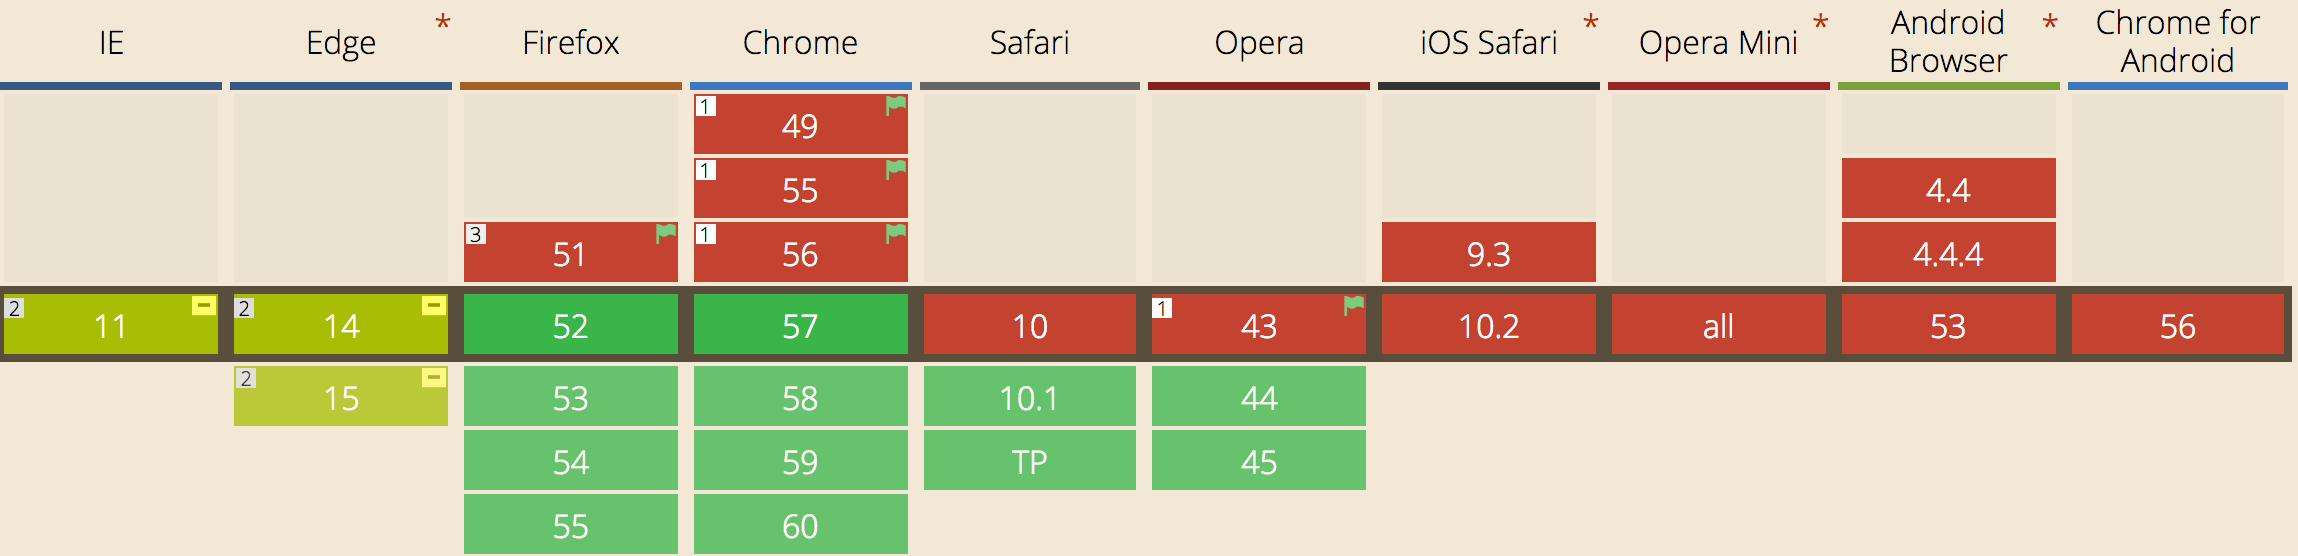 IE Edge * Firefox Chrome Safari Opera iOS Safari * Opera Mini * Android Browser * Chrome for Android
1 49
1 55 4.4
3 51 1 56 9.3 4.4.4
2 11 - 2 14 - 52 57 10 1 43 10.2 all 53 56
2 15 - 53 58 10.1 44
54 59 TP 45
55 60